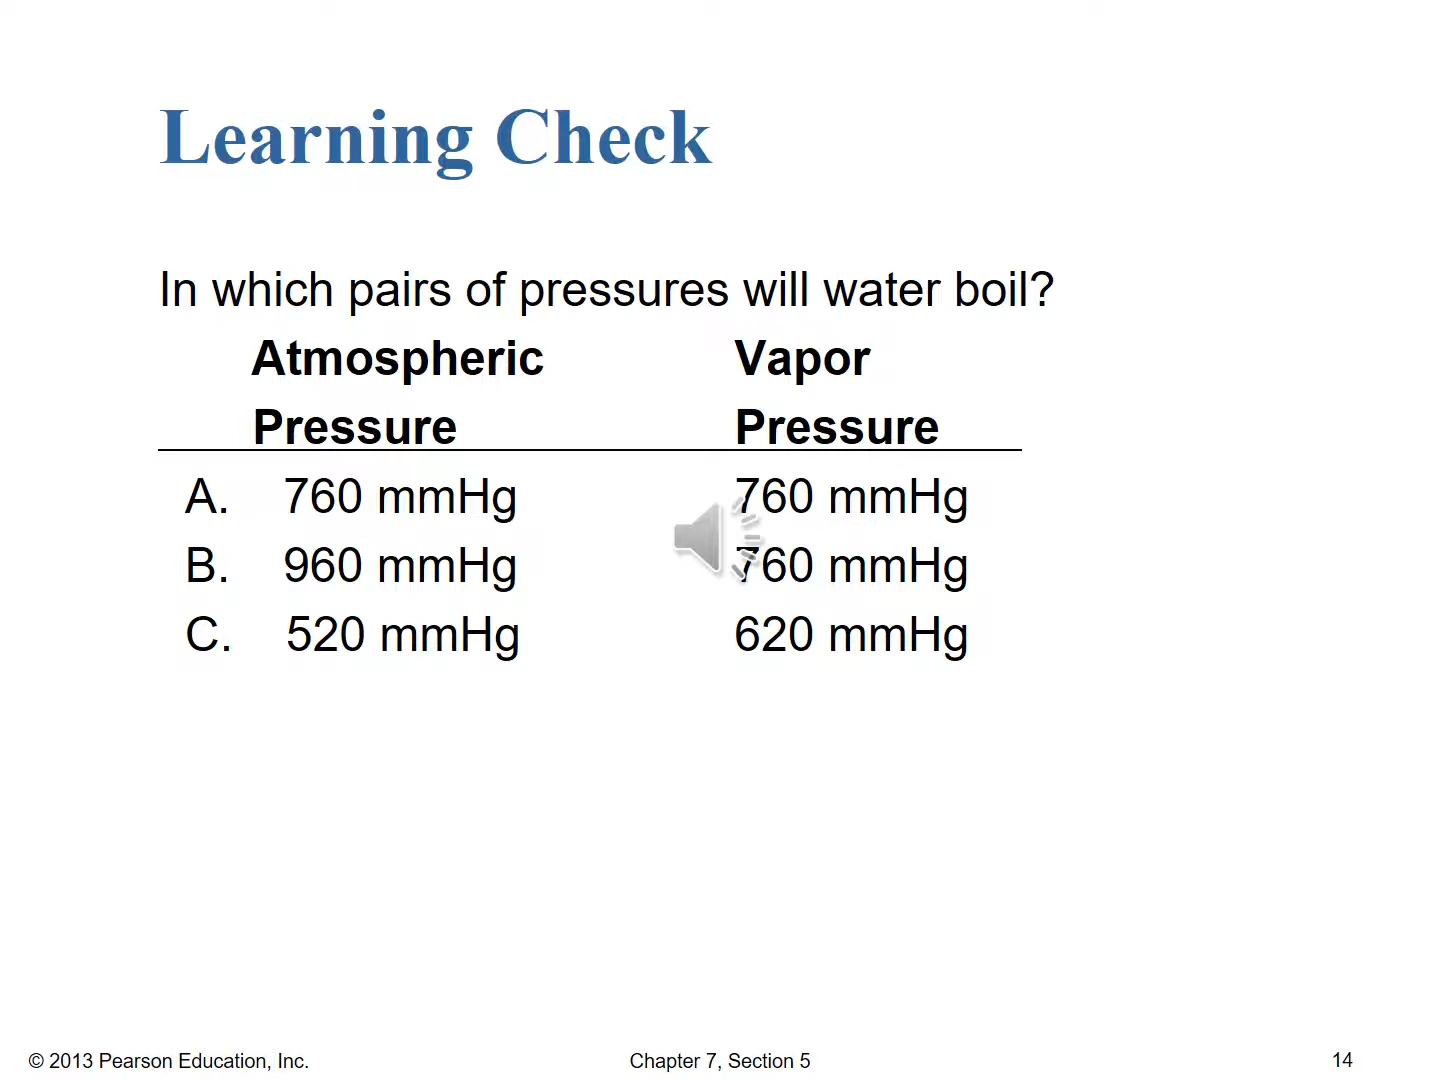 Learning Check
In which pairs of pressures will water boil?
Atmospheric Vapor
Pressure Pressure
A. 760 mmHg 760 mmHg
B. 960 mmHg 760 mmHg
C. 520 mmHg 620 mmHg
© 2013 Pearson Education, Inc. Chapter 7, Section 5 14